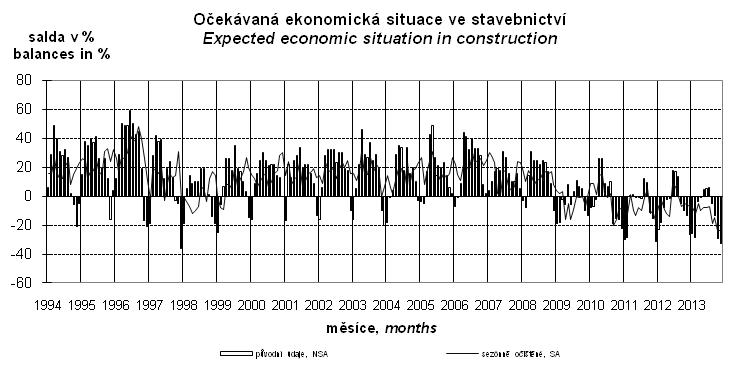 Očekávaná ekonomická situace ve stavebnictví
Expected economic situation in construction
salda v %
balances in %
80
60
40
20
0
-20
-40
-60
1994 1995 1996 1997 1998 1999 2000 2001 2002 2003 2004 2005 2006 2007 2008 2009 2010 2011 2012 2013
měsíce, months
původní údaje, NSA
sezónně očištěné, SA